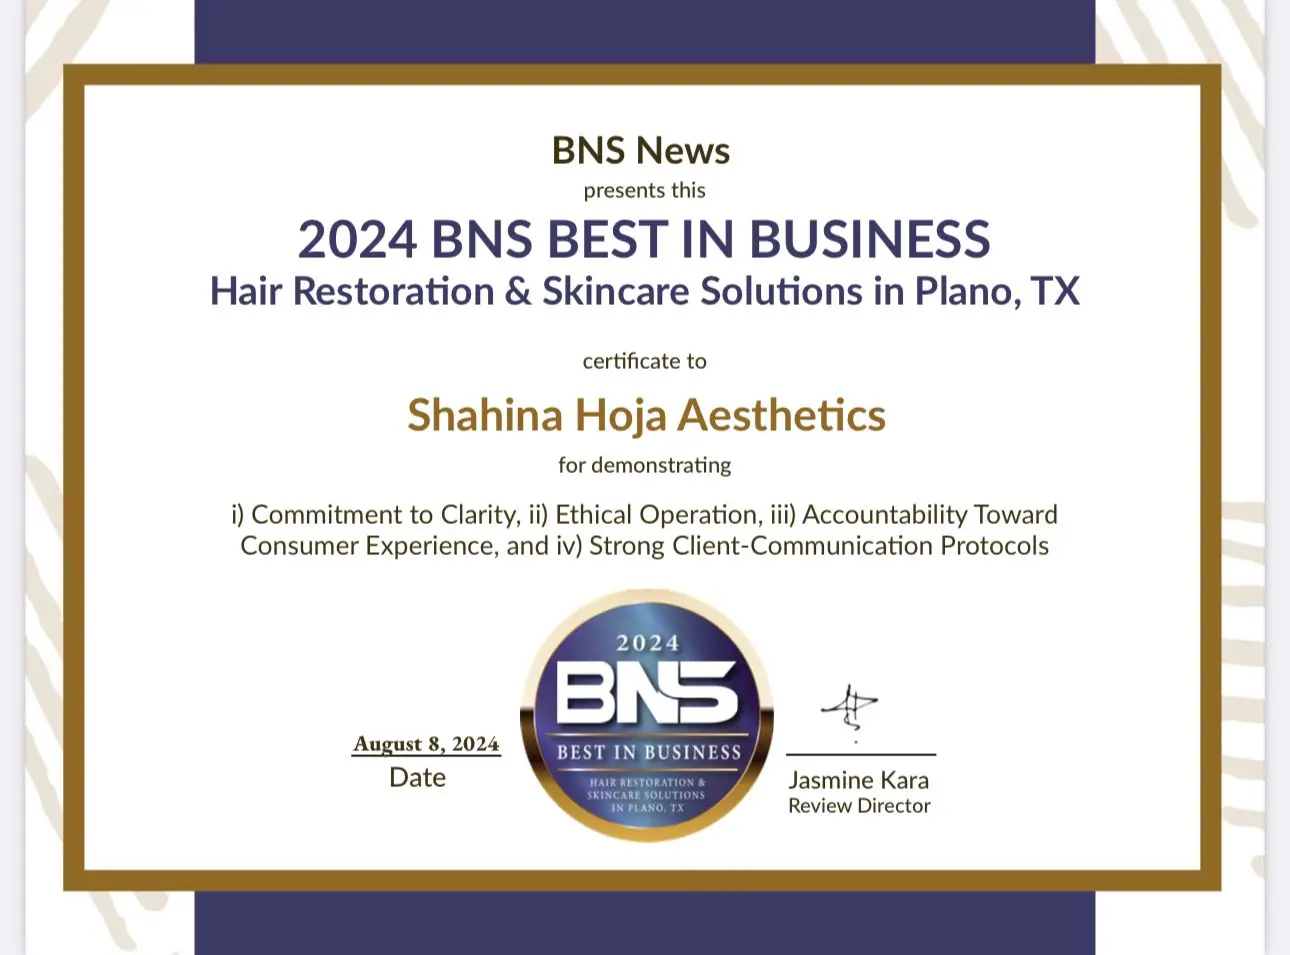 BNS News
presents this
2024 BNS BEST IN BUSINESS
Hair Restoration & Skincare Solutions in Plano, TX
certificate to
Shahina Hoja Aesthetics
for demonstrating
i) Commitment to Clarity, ii) Ethical Operation, iii) Accountability Toward
Consumer Experience, and iv) Strong Client-Communication Protocols
2024
BNS
BEST IN BUSINESS
HAIR RESTORATION &
SKINCARE SOLUTIONS
IN PLANO, TX
August 8, 2024
Date
Jasmine Kara
Review Director